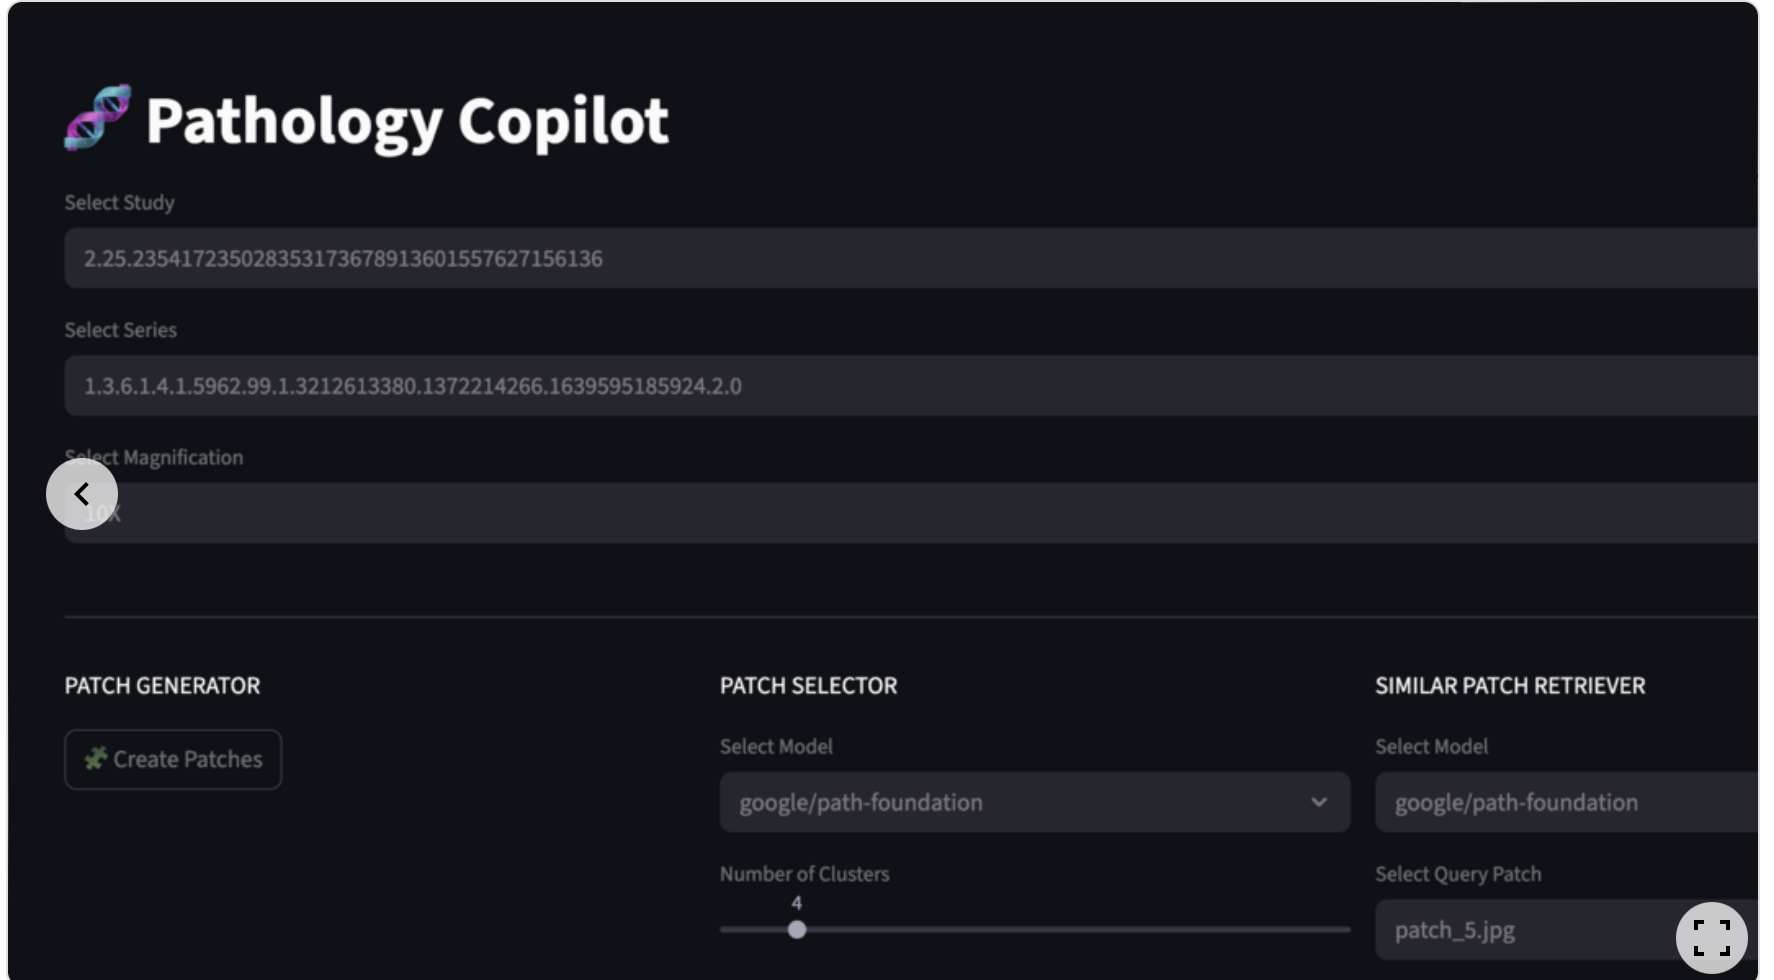 Pathology Copilot
Select Study
2.25.235417235028353173678913601557627156136
Select Series
1.3.6.1.4.1.5962.99.1.3212613380.1372214266.1639595185924.2.0
Select Magnification
10X
PATCH GENERATOR
Create Patches
PATCH SELECTOR
Select Model
google/path-foundation
Number of Clusters
4
SIMILAR PATCH RETRIEVER
Select Model
google/path-foundation
Select Query Patch
patch_5.jpg